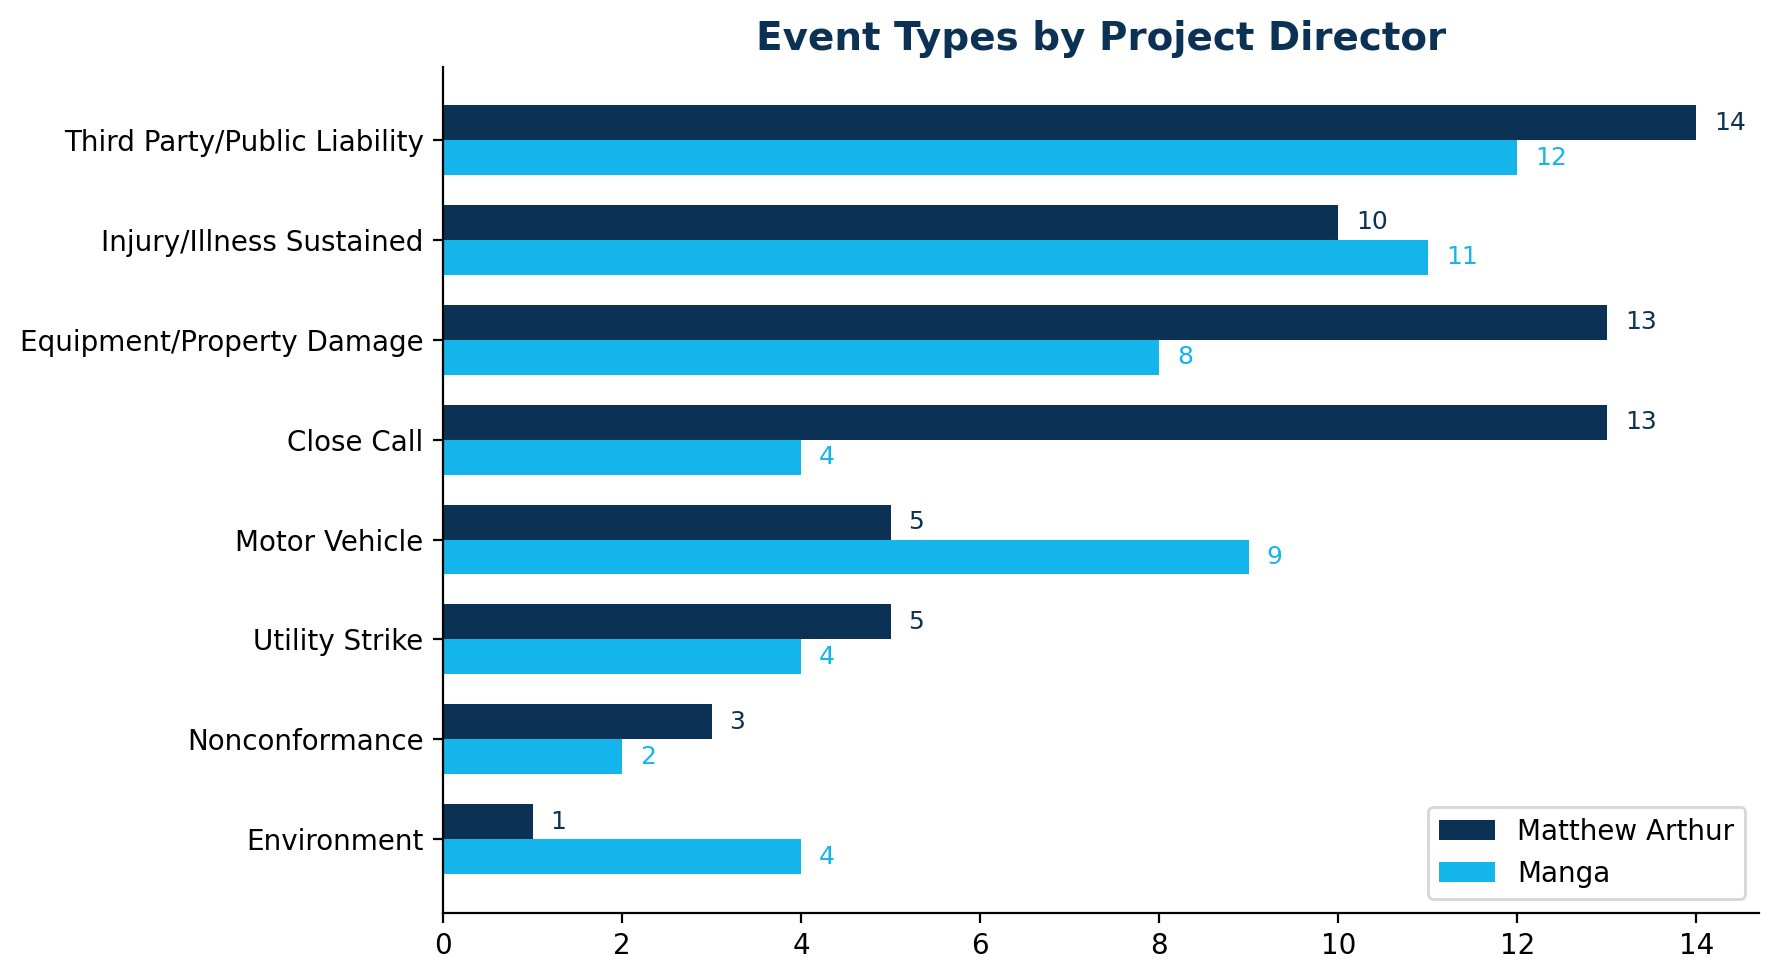 Event Types by Project Director
Third Party/Public Liability
14
12
Injury/Illness Sustained
10
11
Equipment/Property Damage
13
8
Close Call
13
4
Motor Vehicle
5
9
Utility Strike
5
4
Nonconformance
3
2
Environment
1
4
Matthew Arthur
Manga
0 2 4 6 8 10 12 14